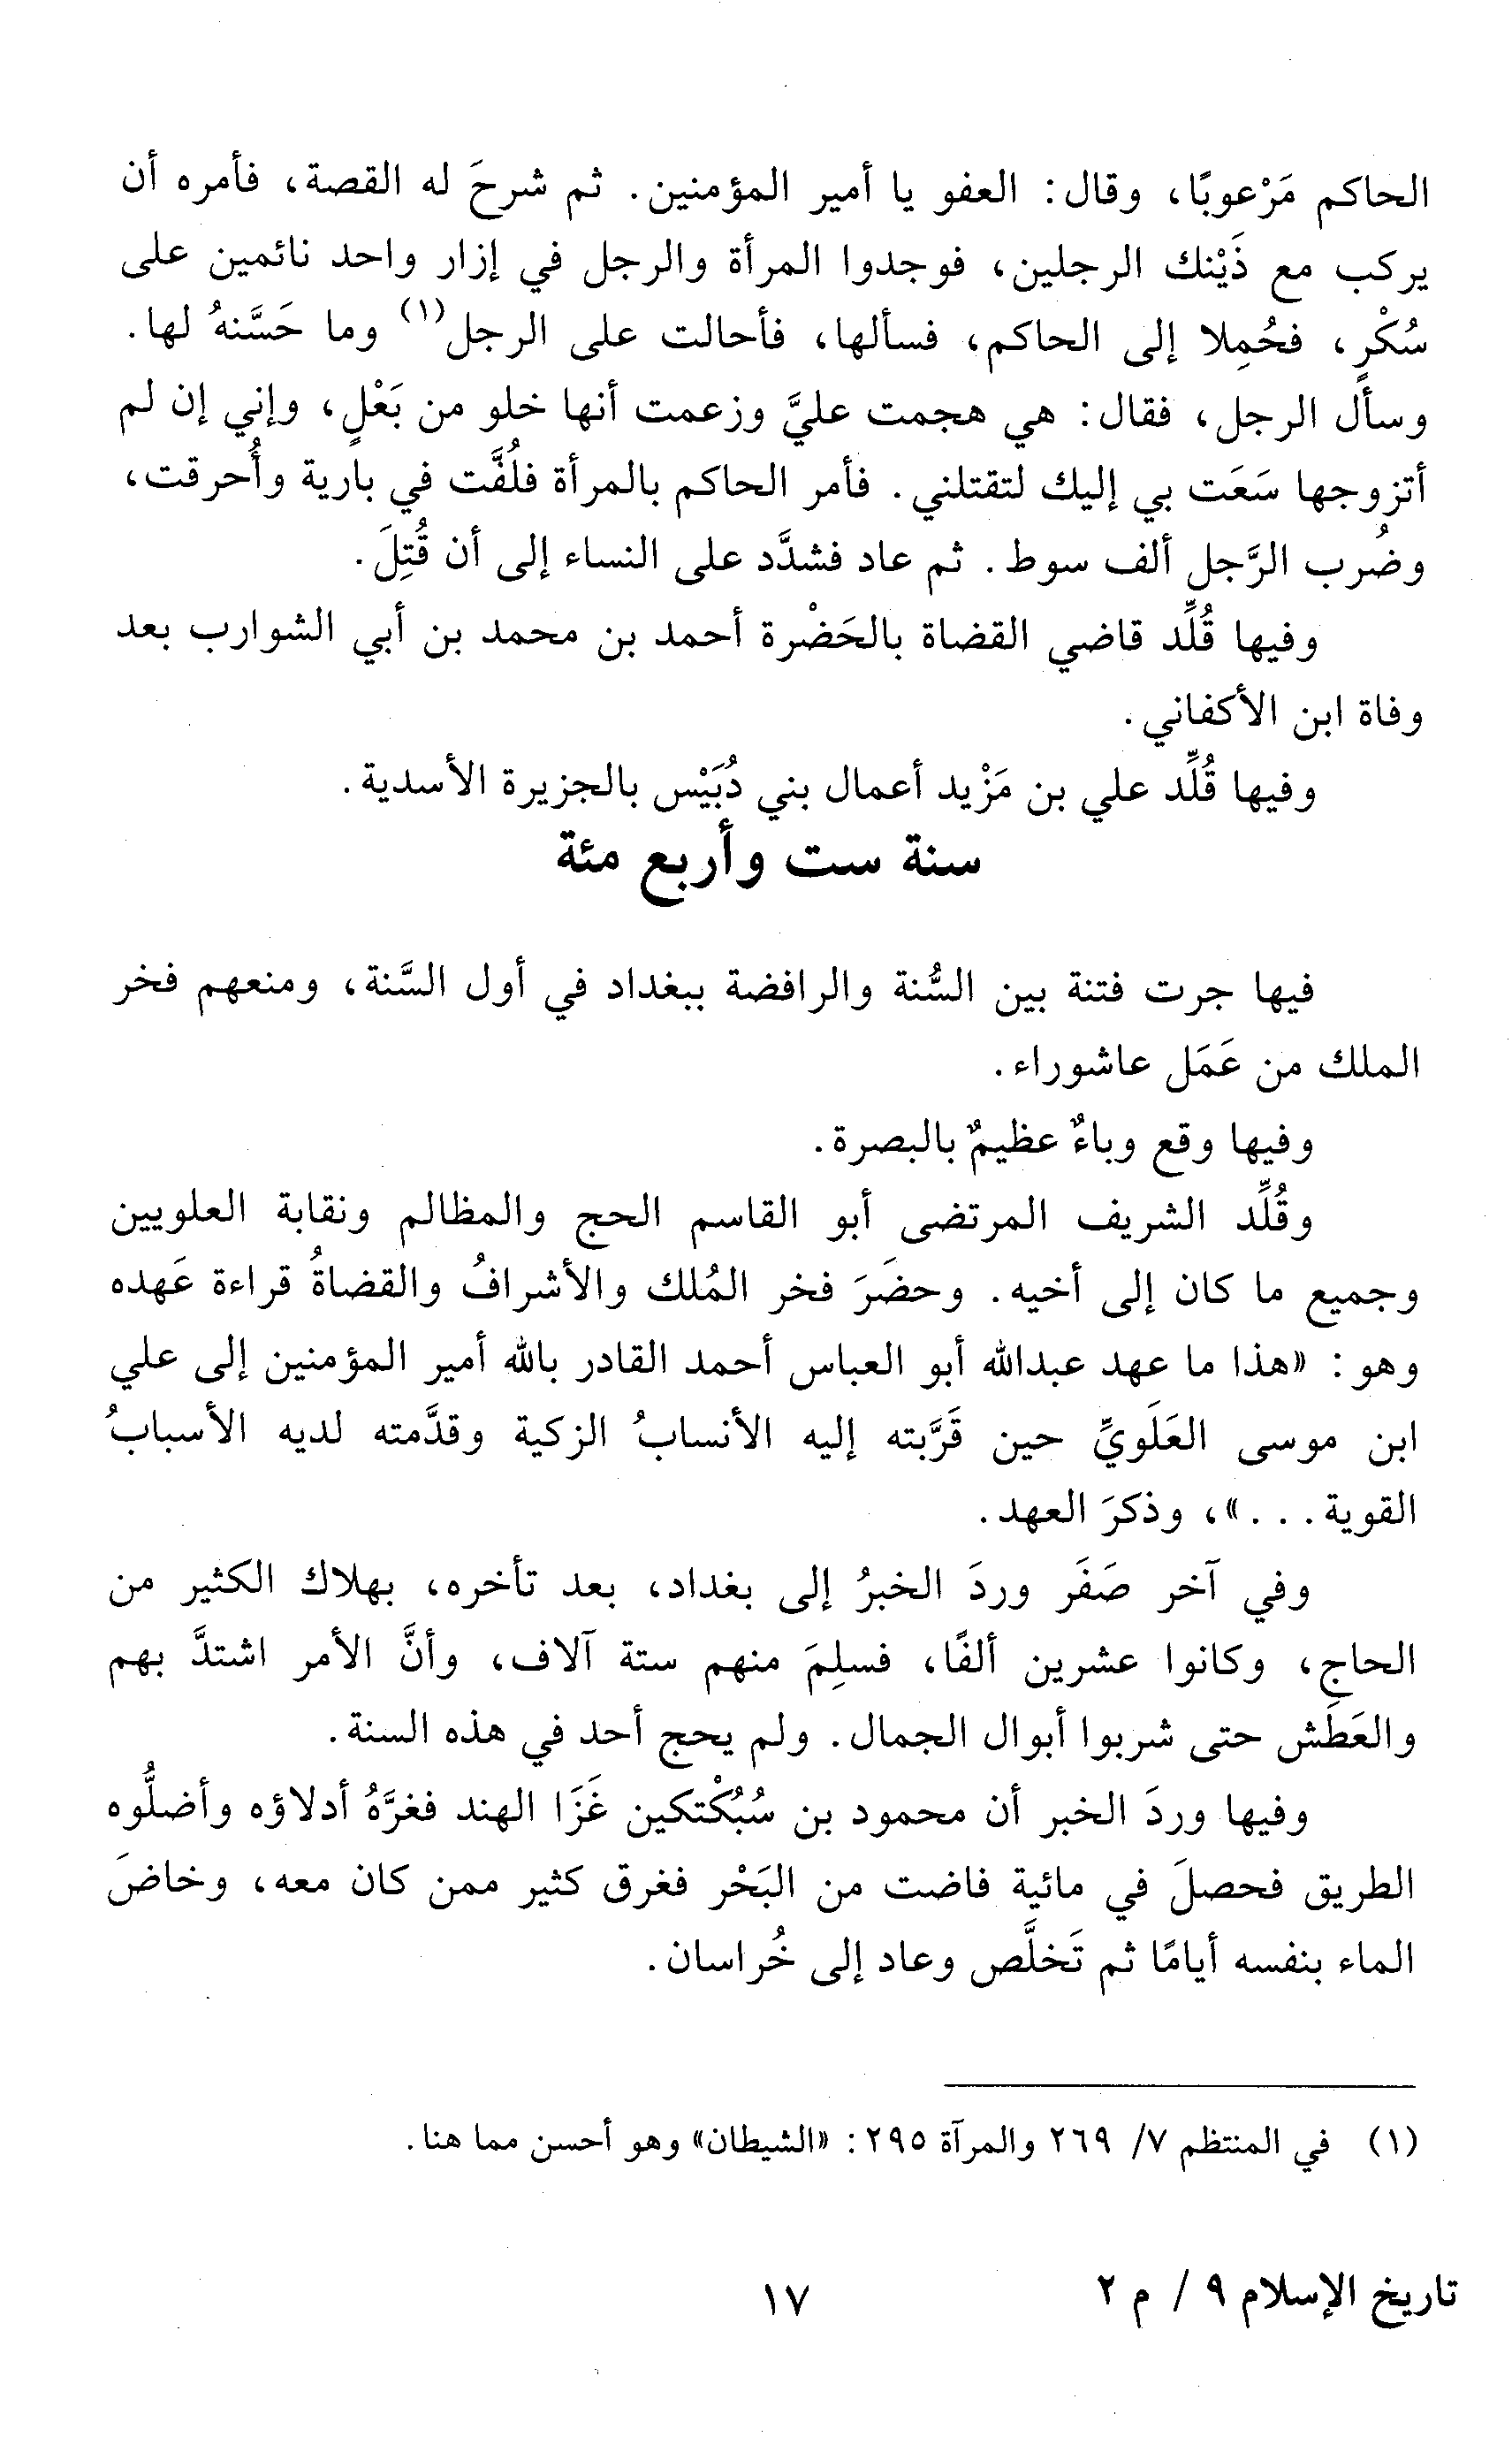 الحاكم مَرْعوبًا، وقال: العفو يا أمير المؤمنين. ثم شرحَ له القصة، فأمره أن
يركب مع ذَيْنك الرجلين، فوجدوا المرأة والرجل في إزار واحد نائمين على
سُكْرٍ، فحُمِلا إلى الحاكم، فسألها، فأحالت على الرجل(١) وما حَسَّنهُ لها.
وسأل الرجل، فقال: هي هجمت عليَّ وزعمت أنها خلو من بَعْلٍ، وإني إن لم
أتزوجها سَعَت بي إليك لتقتلني. فأمر الحاكم بالمرأة فلُفَّت في بارية وأُحرقت،
وضُرب الرَّجل ألف سوط. ثم عاد فشدَّد على النساء إلى أن قُتِلَ.
وفيها قُلِّد قاضي القضاة بالحَضْرة أحمد بن محمد بن أبي الشوارب بعد
وفاة ابن الأكفاني.
وفيها قُلِّد علي بن مَزْيد أعمال بني دُبَيْس بالجزيرة الأسدية.
سنة ست وأربع مئة
فيها جرت فتنة بين السُّنة والرافضة ببغداد في أول السَّنة، ومنعهم فخر
الملك من عَمَل عاشوراء.
وفيها وقع وباءٌ عظيمٌ بالبصرة.
وقُلِّد الشريف المرتضى أبو القاسم الحج والمظالم ونقابة العلويين
وجميع ما كان إلى أخيه. وحضَرَ فخر المُلك والأشرافُ والقضاةُ قراءة عَهده
وهو: «هذا ما عهد عبدالله أبو العباس أحمد القادر بالله أمير المؤمنين إلى علي
ابن موسى العَلَويِّ حين قَرَّبته إليه الأنسابُ الزكية وقدَّمته لديه الأسبابُ
القوية...»، وذكرَ العهد.
وفي آخر صَفَر وردَ الخبرُ إلى بغداد، بعد تأخره، بهلاك الكثير من
الحاج، وكانوا عشرين ألفًا، فسلِمَ منهم ستة آلاف، وأنَّ الأمر اشتدَّ بهم
والعَطَش حتى شربوا أبوال الجمال. ولم يحج أحد في هذه السنة.
وفيها وردَ الخبر أن محمود بن سُبُكْتكين غَزَا الهند فغرَّهُ أدلاؤه وأضلُّوه
الطريق فحصلَ في مائية فاضت من البَحْر فغرق كثير ممن كان معه، وخاضَ
الماء بنفسه أيامًا ثم تَخلَّص وعاد إلى خُراسان.
(١) في المنتظم ٧/ ٢٦٩ والمرآة ٢٩٥: «الشيطان» وهو أحسن مما هنا.
تاريخ الإسلام ٩ / م ٢
١٧